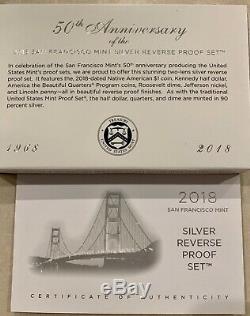 50th Anniversary
of the
SAN FRANCISCO MINT SILVER REVERSE PROOF SET™
In celebration of the San Francisco Mint's 50th anniversary producing the
United States Mint's proof sets, we are proud to offer this stunning two-lens silver reverse
proof set. It features, the 2018-dated Native American $1 coin, Kennedy half dollar,
America the Beautiful Quarters® Program coins, Roosevelt dime, Jefferson nickel,
and Lincoln penny—all in beautiful reverse proof finishes. As with the traditional
United States Mint Proof Set™, the half dollar, quarters, and dime are minted in 90
percent silver.
1968
2018
2018
SAN FRANCISCO MINT
SILVER
REVERSE
PROOF
SET™
CERTIFICATE OF AUTHENTICITY